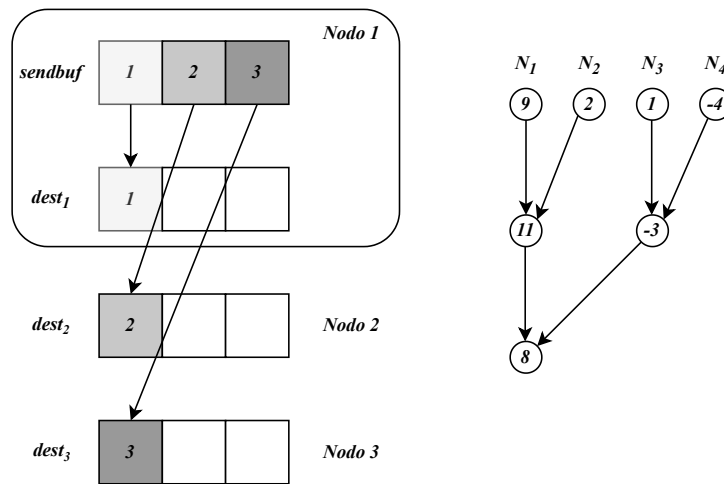 Nodo 1
sendbuf 1 2 3
dest1 1
dest2 2 Nodo 2
dest3 3 Nodo 3
N1 N2 N3 N4
9 2 1 -4
11 -3
8